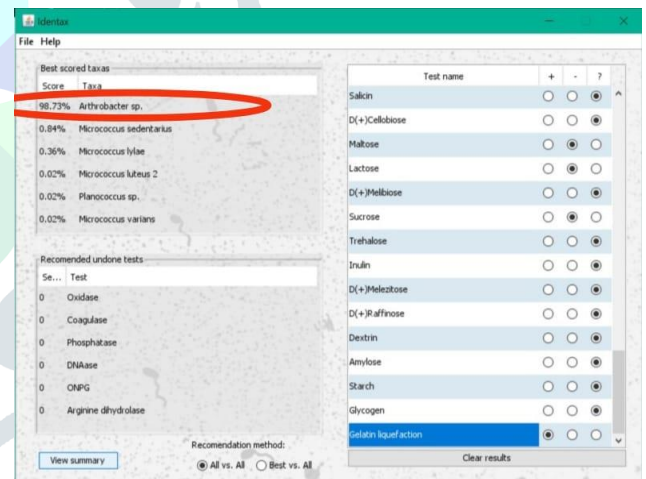 identax
File Help
Best scored taxas
Score Taxa
98.73% Arthrobacter sp.
0.84% Micrococcus sedentarius
0.36% Micrococcus lylae
0.02% Micrococcus luteus 2
0.02% Planococcus sp.
0.02% Micrococcus varians
Recomended undone tests
Se... Test
0 Oxidase
0 Coagulase
0 Phosphatase
0 DNAase
0 ONPG
0 Arginine dihydrolase
Recomendation method:
View summary
All vs. All Best vs. All
Test name + - ?
Salicin
D(+)Cellobiose
Maltose
Lactose
D(+)Melibiose
Sucrose
Trehalose
Inulin
D(+)Melezitose
D(+)Raffinose
Dextrin
Amylose
Starch
Glycogen
Gelatin liquefaction
Clear results